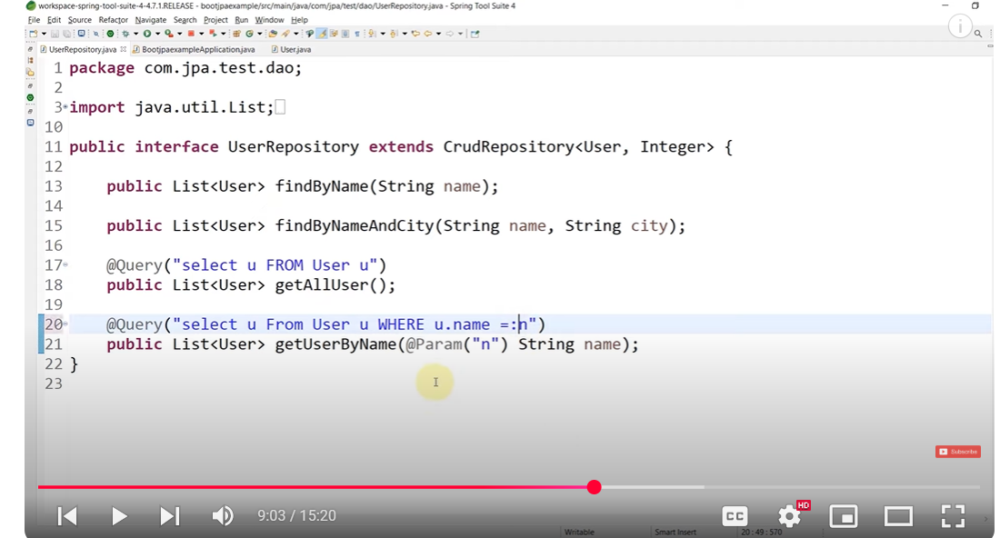 workspace-spring-tool-suite-4-4.7.1.RELEASE - bootjpaexample/src/main/java/com/jpa/test/dao/UserRepository.java - Spring Tool Suite 4
File Edit Source Refactor Navigate Search Project Run Window Help
UserRepository.java BootjpaexampleApplication.java User.java
1 package com.jpa.test.dao;
2
3 import java.util.List;
10
11 public interface UserRepository extends CrudRepository<User, Integer> {
12
13 public List<User> findByName(String name);
14
15 public List<User> findByNameAndCity(String name, String city);
16
17 @Query("select u FROM User u")
18 public List<User> getAllUser();
19
20 @Query("select u From User u WHERE u.name =:n")
21 public List<User> getUserByName(@Param("n") String name);
22 }
23
Subscribe
9:03 / 15:20 CC HD
Writable Smart Insert 20 : 49 : 570